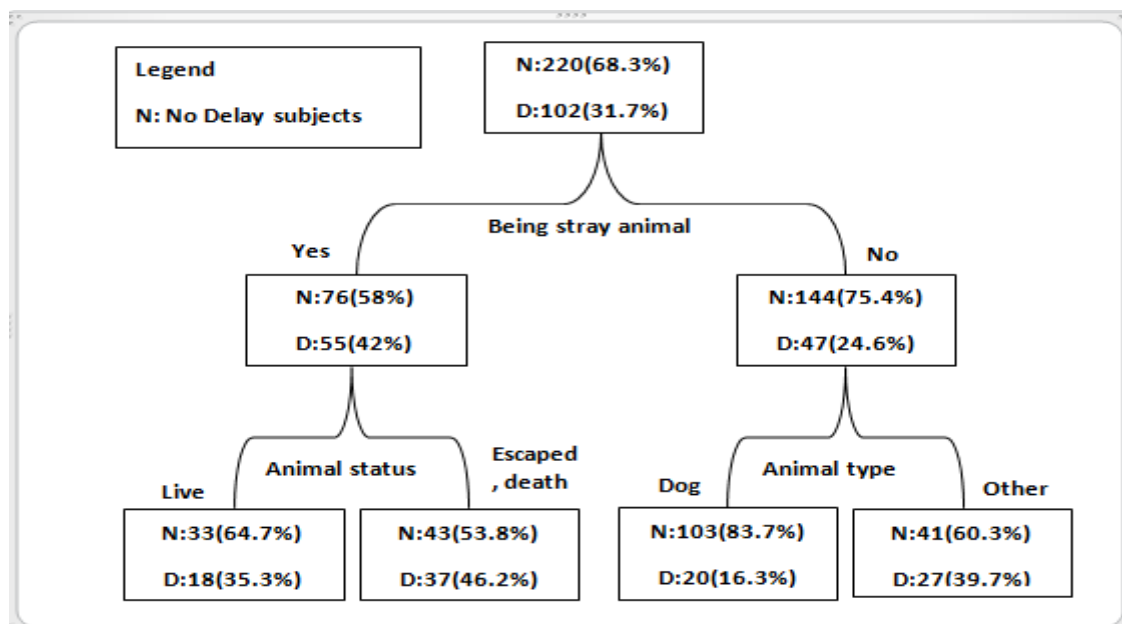 Legend
N: No Delay subjects
N:220(68.3%)
D:102(31.7%)
Being stray animal
Yes
No
N:76(58%)
D:55(42%)
N:144(75.4%)
D:47(24.6%)
Animal status
Live
Escaped
, death
Animal type
Dog
Other
N:33(64.7%)
D:18(35.3%)
N:43(53.8%)
D:37(46.2%)
N:103(83.7%)
D:20(16.3%)
N:41(60.3%)
D:27(39.7%)